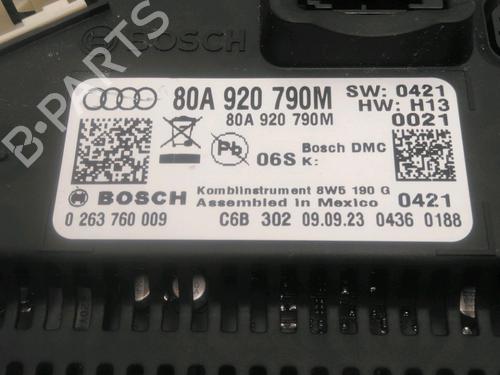 B-PARTS
BOSCH
80A 920 790M
SW: 0421
HW: H13
80A 920 790M
0021
Pb
06S
Bosch DMC
K:
BOSCH
Kombiinstrument 8W5 190 G
Assembled in Mexico
0421
0 263 760 009
C6B 302 09.09.23 0436 0188